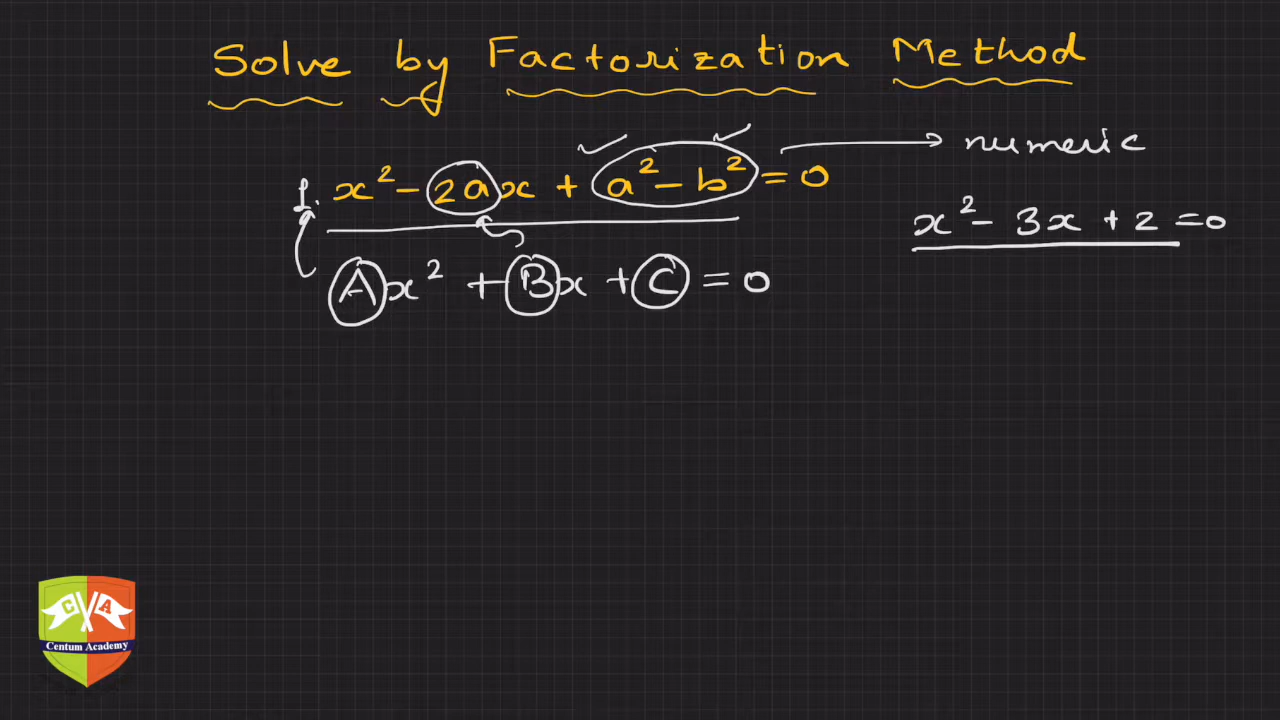 Solve by Factorization Method
1. x² - 2ax + a² - b² = 0 → numeric
x² - 3x + 2 = 0
Ax² + Bx + C = 0
C A
Centum Academy